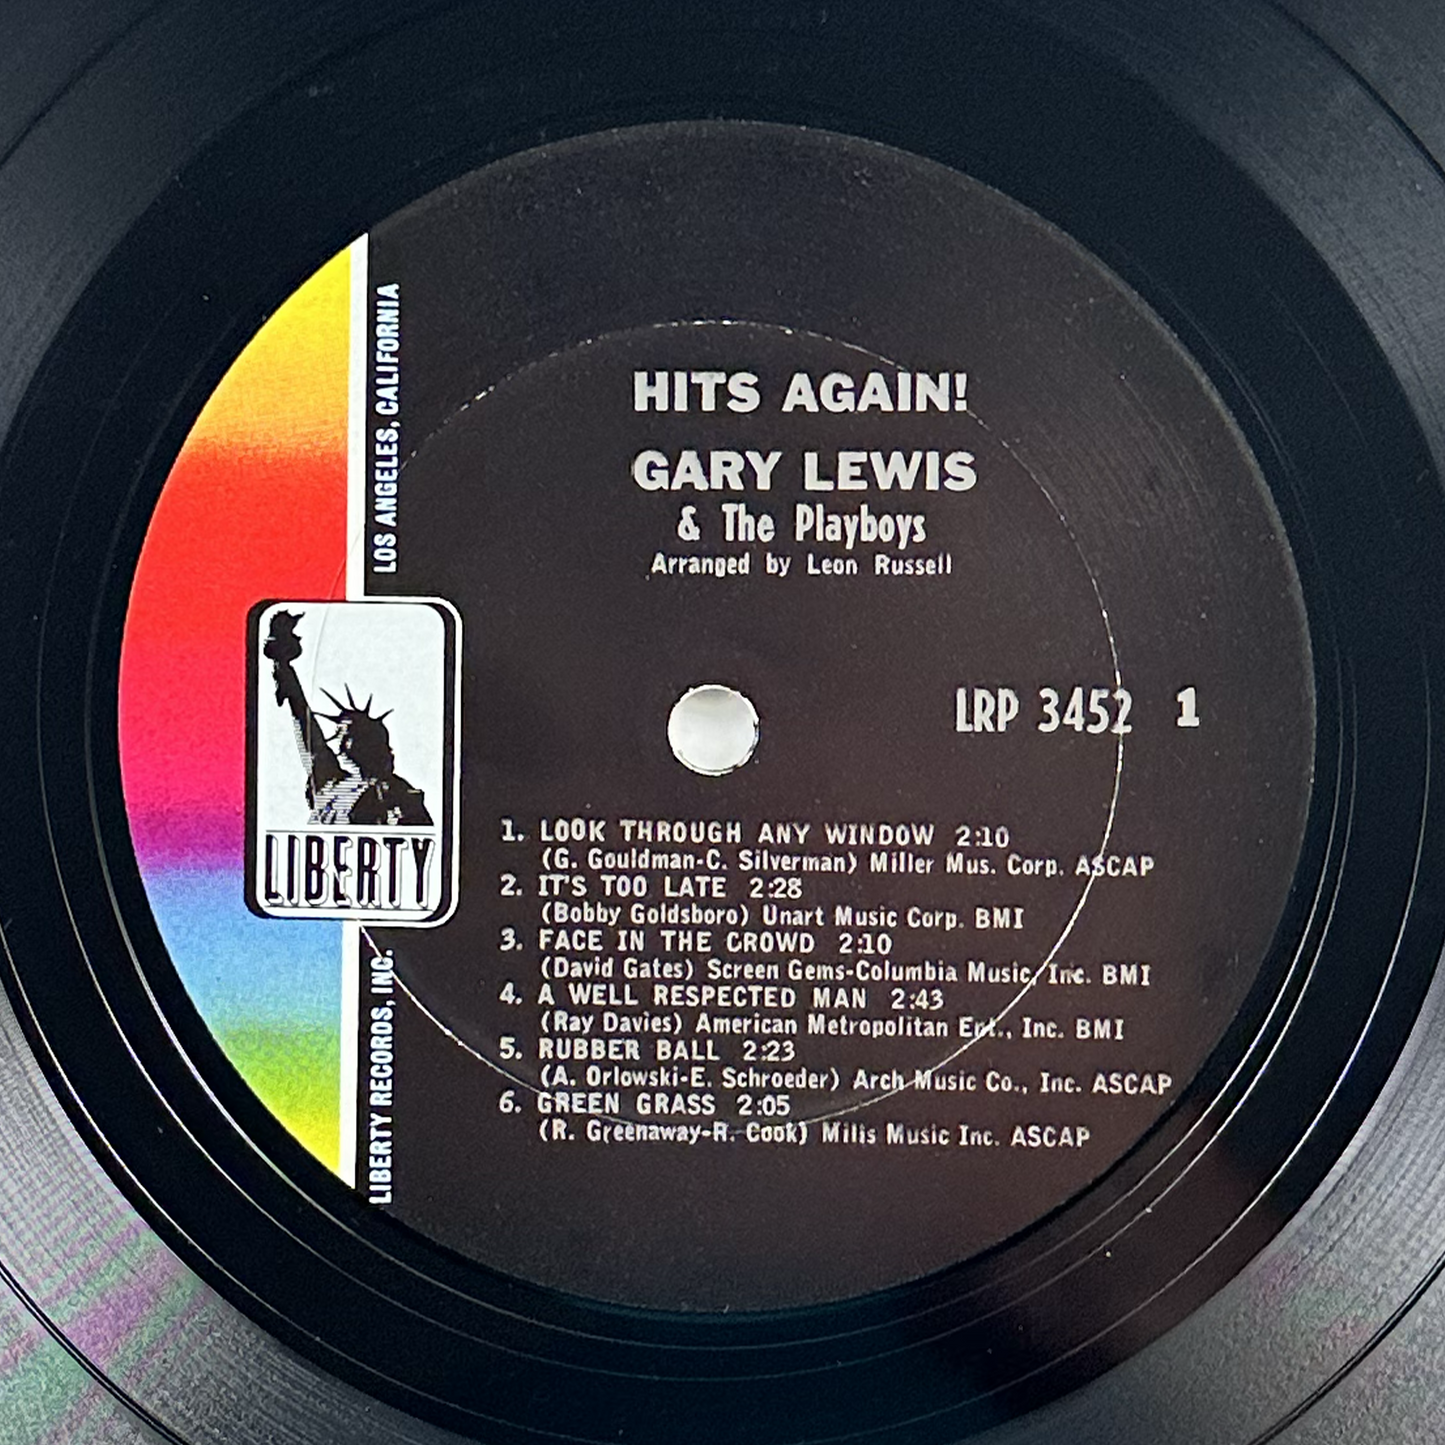 HITS AGAIN!
GARY LEWIS
& The Playboys
Arranged by Leon Russell
LOS ANGELES, CALIFORNIA
LIBERTY
LIBERTY RECORDS, INC.
LRP 3452 1
1. LOOK THROUGH ANY WINDOW 2:10
(G. Gouldman-C. Silverman) Miller Mus. Corp. ASCAP
2. IT'S TOO LATE 2:28
(Bobby Goldsboro) Unart Music Corp. BMI
3. FACE IN THE CROWD 2:10
(David Gates) Screen Gems-Columbia Music, Inc. BMI
4. A WELL RESPECTED MAN 2:43
(Ray Davies) American Metropolitan Ent., Inc. BMI
5. RUBBER BALL 2:23
(A. Orlowski-E. Schroeder) Arch Music Co., Inc. ASCAP
6. GREEN GRASS 2:05
(R. Greenaway-R. Cook) Mills Music Inc. ASCAP